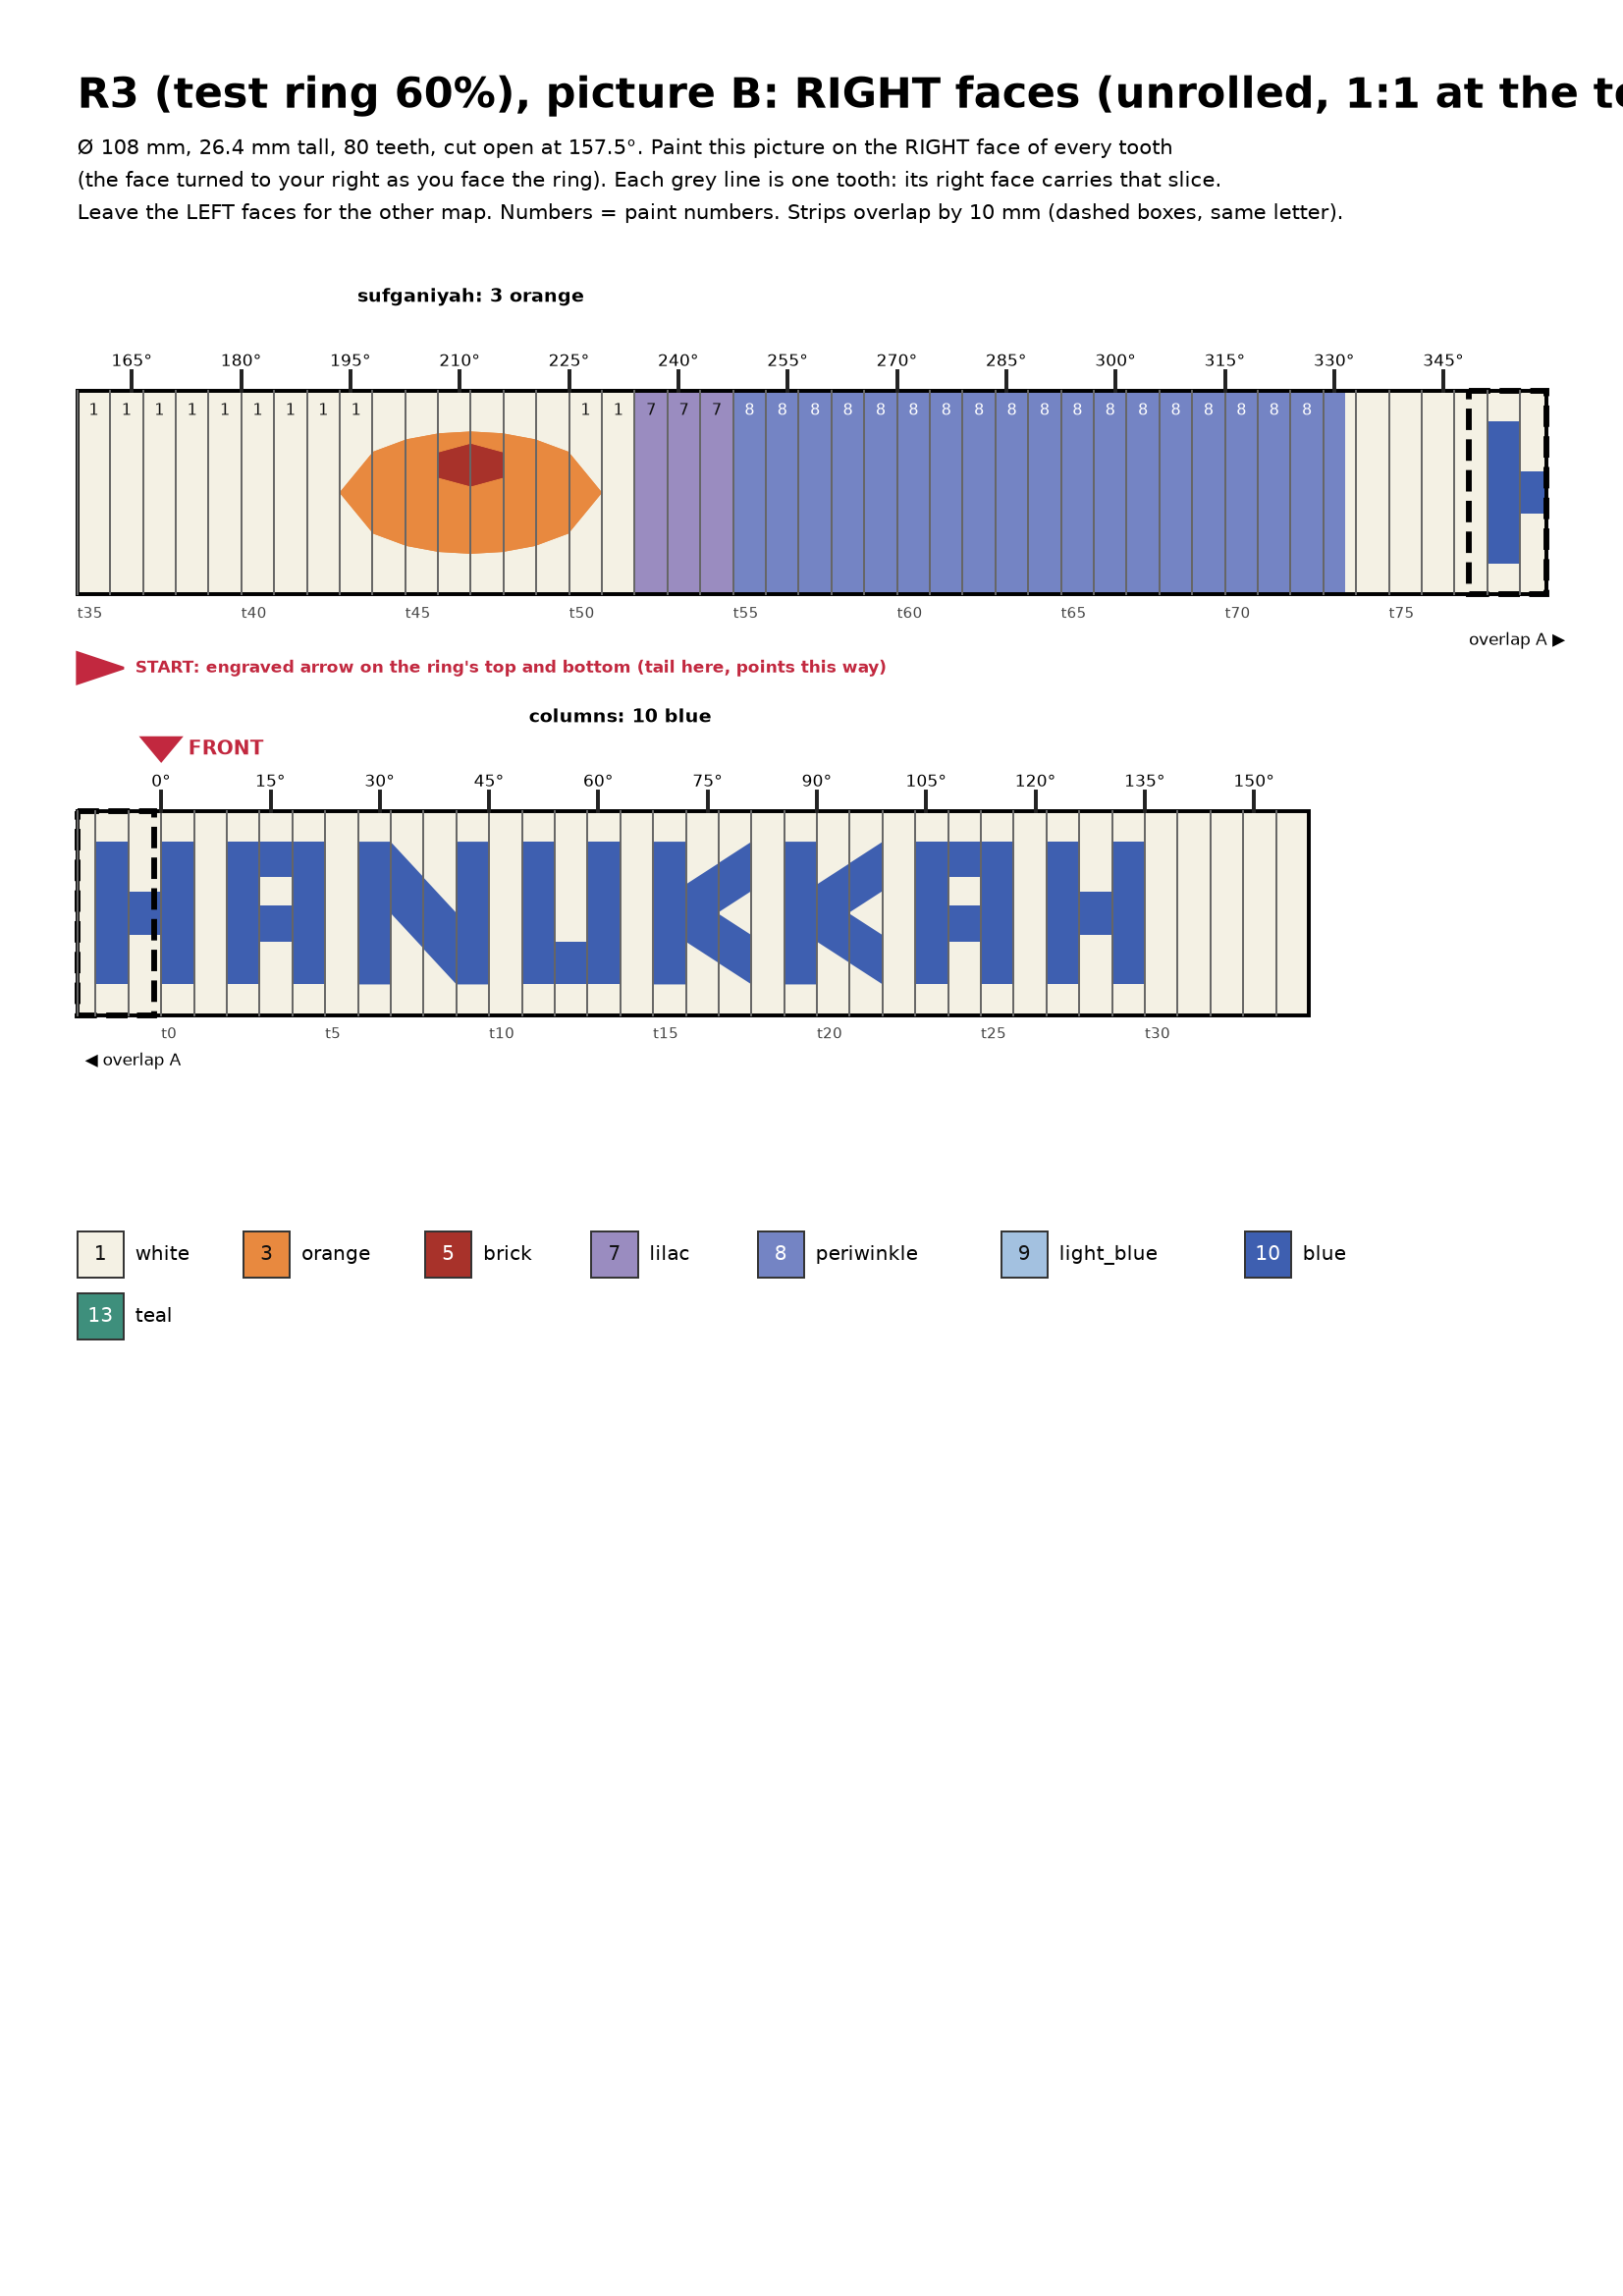 R3 (test ring 60%), picture B: RIGHT faces (unrolled, 1:1 at the
Ø 108 mm, 26.4 mm tall, 80 teeth, cut open at 157.5°. Paint this picture on the RIGHT face of every tooth
(the face turned to your right as you face the ring). Each grey line is one tooth: its right face carries that slice.
Leave the LEFT faces for the other map. Numbers = paint numbers. Strips overlap by 10 mm (dashed boxes, same letter).
sufganiyah: 3 orange
165° 180° 195° 210° 225° 240° 255° 270° 285° 300° 315° 330° 345°
1 1 1 1 1 1 1 1 1 1 1 7 7 7 8 8 8 8 8 8 8 8 8 8 8 8 8 8 8 8 8 8
t35 t40 t45 t50 t55 t60 t65 t70 t75
overlap A ▶
START: engraved arrow on the ring's top and bottom (tail here, points this way)
columns: 10 blue
FRONT
0° 15° 30° 45° 60° 75° 90° 105° 120° 135° 150°
HANUKKAH
t0 t5 t10 t15 t20 t25 t30
◀ overlap A
1 white 3 orange 5 brick 7 lilac 8 periwinkle 9 light_blue 10 blue
13 teal